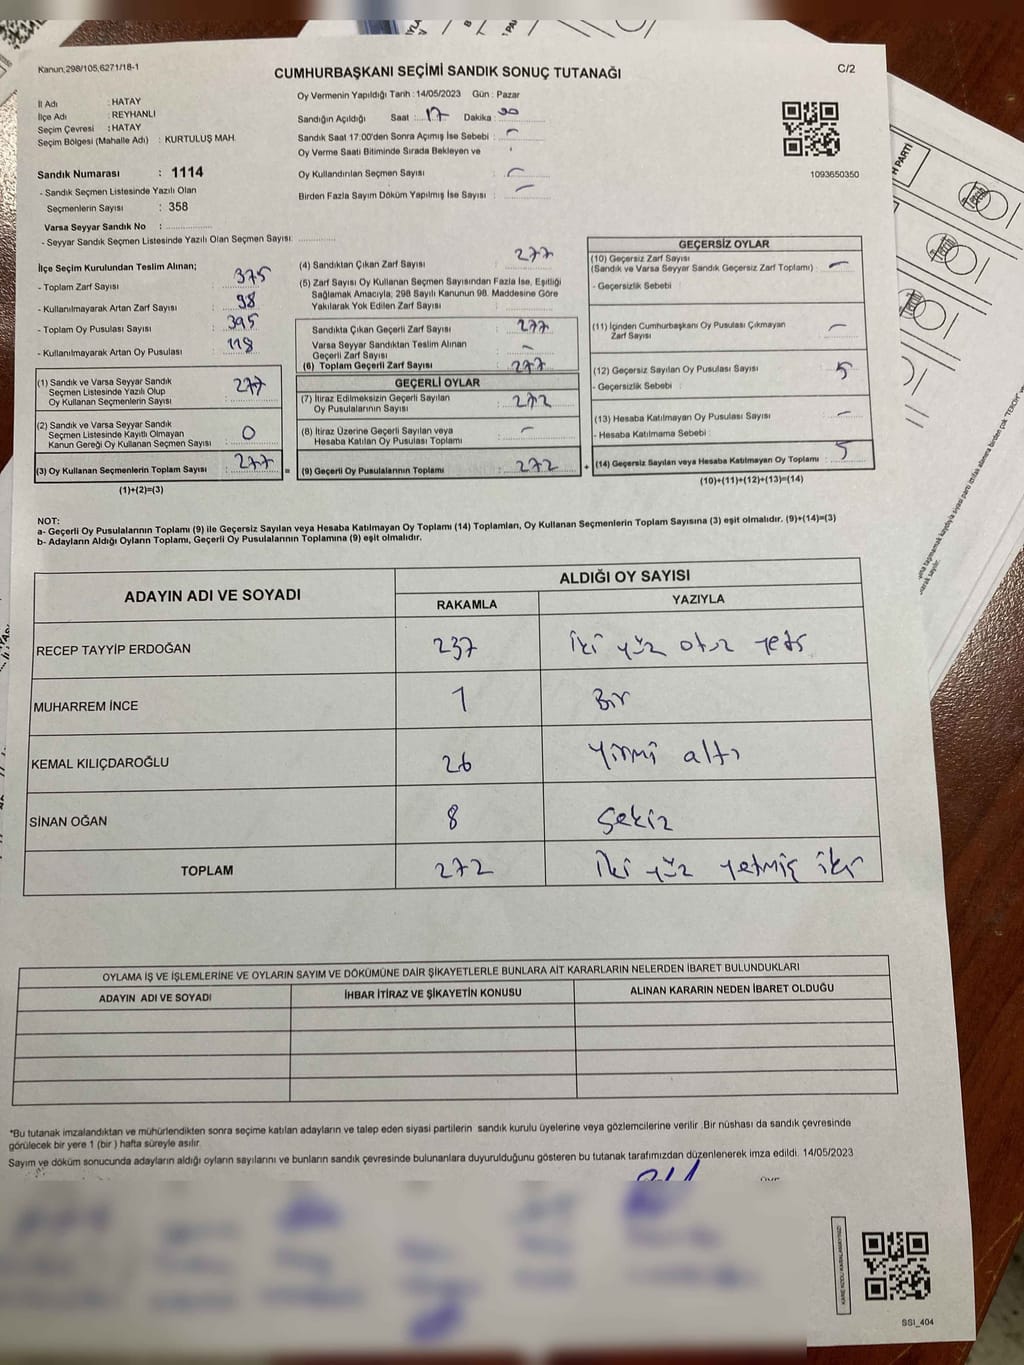 Kanun,298/105,6271/18-1
C/2
CUMHURBAŞKANI SEÇİMİ SANDIK SONUÇ TUTANAĞI
İl Adı : HATAY
İlçe Adı : REYHANLI
Seçim Çevresi : HATAY
Seçim Bölgesi (Mahalle Adı) : KURTULUŞ MAH.
Oy Vermenin Yapıldığı Tarih : 14/05/2023 Gün : Pazar
Sandığın Açıldığı Saat : 17 Dakika :
Sandık Saat 17:00'den Sonra Açımış İse Sebebi : -
Oy Verme Saati Bitiminde Sırada Bekleyen ve
Oy Kullandırılan Seçmen Sayısı : -
Birden Fazla Sayım Döküm Yapılmış İse Sayısı : -
1093650350
Sandık Numarası : 1114
- Sandık Seçmen Listesinde Yazılı Olan
Seçmenlerin Sayısı : 358
Varsa Seyyar Sandık No :
- Seyyar Sandık Seçmen Listesinde Yazılı Olan Seçmen Sayısı:
İlçe Seçim Kurulundan Teslim Alınan;
- Toplam Zarf Sayısı : 375
- Kullanılmayarak Artan Zarf Sayısı : 98
- Toplam Oy Pusulası Sayısı : 395
- Kullanılmayarak Artan Oy Pusulası : 118
(1) Sandık ve Varsa Seyyar Sandık
Seçmen Listesinde Yazılı Olup
Oy Kullanan Seçmenlerin Sayısı : 277
(2) Sandık ve Varsa Seyyar Sandık
Seçmen Listesinde Kayıtlı Olmayan
Kanun Gereği Oy Kullanan Seçmen Sayısı : 0
(3) Oy Kullanan Seçmenlerin Toplam Sayısı : 277 =
(1)+(2)=(3)
(4) Sandıktan Çıkan Zarf Sayısı : 277
(5) Zarf Sayısı Oy Kullanan Seçmen Sayısından Fazla İse, Eşitliği
Sağlamak Amacıyla, 298 Sayılı Kanunun 98. Maddesine Göre
Yakılarak Yok Edilen Zarf Sayısı :
Sandıkta Çıkan Geçerli Zarf Sayısı : 277
Varsa Seyyar Sandıktan Teslim Alınan
Geçerli Zarf Sayısı : -
(6) Toplam Geçerli Zarf Sayısı : 277
GEÇERLİ OYLAR
(7) İtiraz Edilmeksizin Geçerli Sayılan
Oy Pusulalarının Sayısı : 272
(8) İtiraz Üzerine Geçerli Sayılan veya
Hesaba Katılan Oy Pusulası Toplamı : -
(9) Geçerli Oy Pusulalarının Toplamı : 272 +
GEÇERSİZ OYLAR
(10) Geçersiz Zarf Sayısı
(Sandık ve Varsa Seyyar Sandık Geçersiz Zarf Toplamı) : -
- Geçersizlik Sebebi :
(11) İçinden Cumhurbaşkanı Oy Pusulası Çıkmayan
Zarf Sayısı : -
(12) Geçersiz Sayılan Oy Pusulası Sayısı : 5
- Geçersizlik Sebebi :
(13) Hesaba Katılmayan Oy Pusulası Sayısı : -
- Hesaba Katılmama Sebebi :
(14) Geçersiz Sayılan veya Hesaba Katılmayan Oy Toplamı : 5
(10)+(11)+(12)+(13)=(14)
NOT:
a- Geçerli Oy Pusulalarının Toplamı (9) ile Geçersiz Sayılan veya Hesaba Katılmayan Oy Toplamı (14) Toplamları, Oy Kullanan Seçmenlerin Toplam Sayısına (3) eşit olmalıdır. (9)+(14)=(3)
b- Adayların Aldığı Oyların Toplamı, Geçerli Oy Pusulalarının Toplamına (9) eşit olmalıdır.
ADAYIN ADI VE SOYADI
ALDIĞI OY SAYISI
RAKAMLA YAZIYLA
RECEP TAYYİP ERDOĞAN 237 iki yüz otuz yedi
MUHARREM İNCE 1 Bir
KEMAL KILIÇDAROĞLU 26 Yirmi altı
SİNAN OĞAN 8 Sekiz
TOPLAM 272 iki yüz yetmiş iki
OYLAMA İŞ VE İŞLEMLERİNE VE OYLARIN SAYIM VE DÖKÜMÜNE DAİR ŞİKAYETLERLE BUNLARA AİT KARARLARIN NELERDEN İBARET BULUNDUKLARI
ADAYIN ADI VE SOYADI İHBAR İTİRAZ VE ŞİKAYETİN KONUSU ALINAN KARARIN NEDEN İBARET OLDUĞU
*Bu tutanak imzalandıktan ve mühürlendikten sonra seçime katılan adayların ve talep eden siyasi partilerin sandık kurulu üyelerine veya gözlemcilerine verilir .Bir nüshası da sandık çevresinde
görülecek bir yere 1 (bir ) hafta süreyle asılır.
Sayım ve döküm sonucunda adayların aldığı oyların sayılarını ve bunların sandık çevresinde bulunanlara duyurulduğunu gösteren bu tutanak tarafımızdan düzenlenerek imza edildi. 14/05/2023
KARE KODU KARALAMAYINIZ!
SSI_404